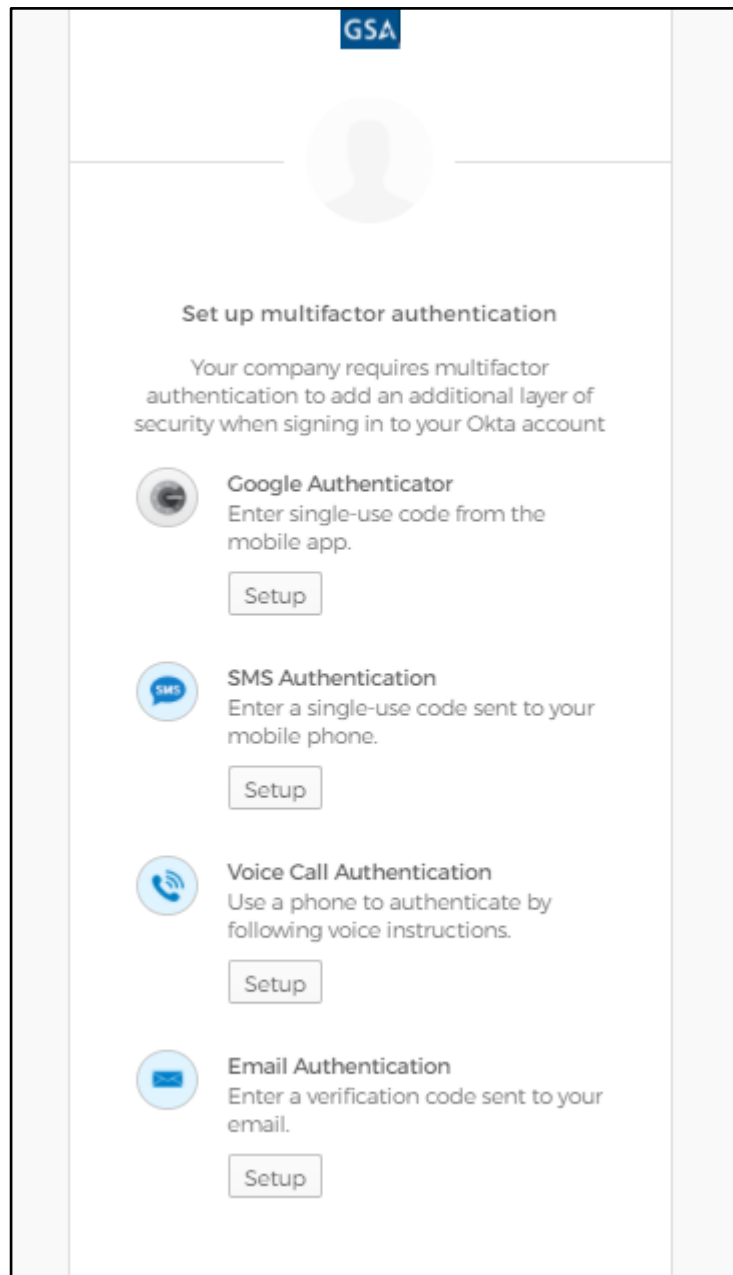 GSA
Set up multifactor authentication
Your company requires multifactor
authentication to add an additional layer of
security when signing in to your Okta account
Google Authenticator
Enter single-use code from the
mobile app.
Setup
SMS
SMS Authentication
Enter a single-use code sent to your
mobile phone.
Setup
Voice Call Authentication
Use a phone to authenticate by
following voice instructions.
Setup
Email Authentication
Enter a verification code sent to your
email.
Setup